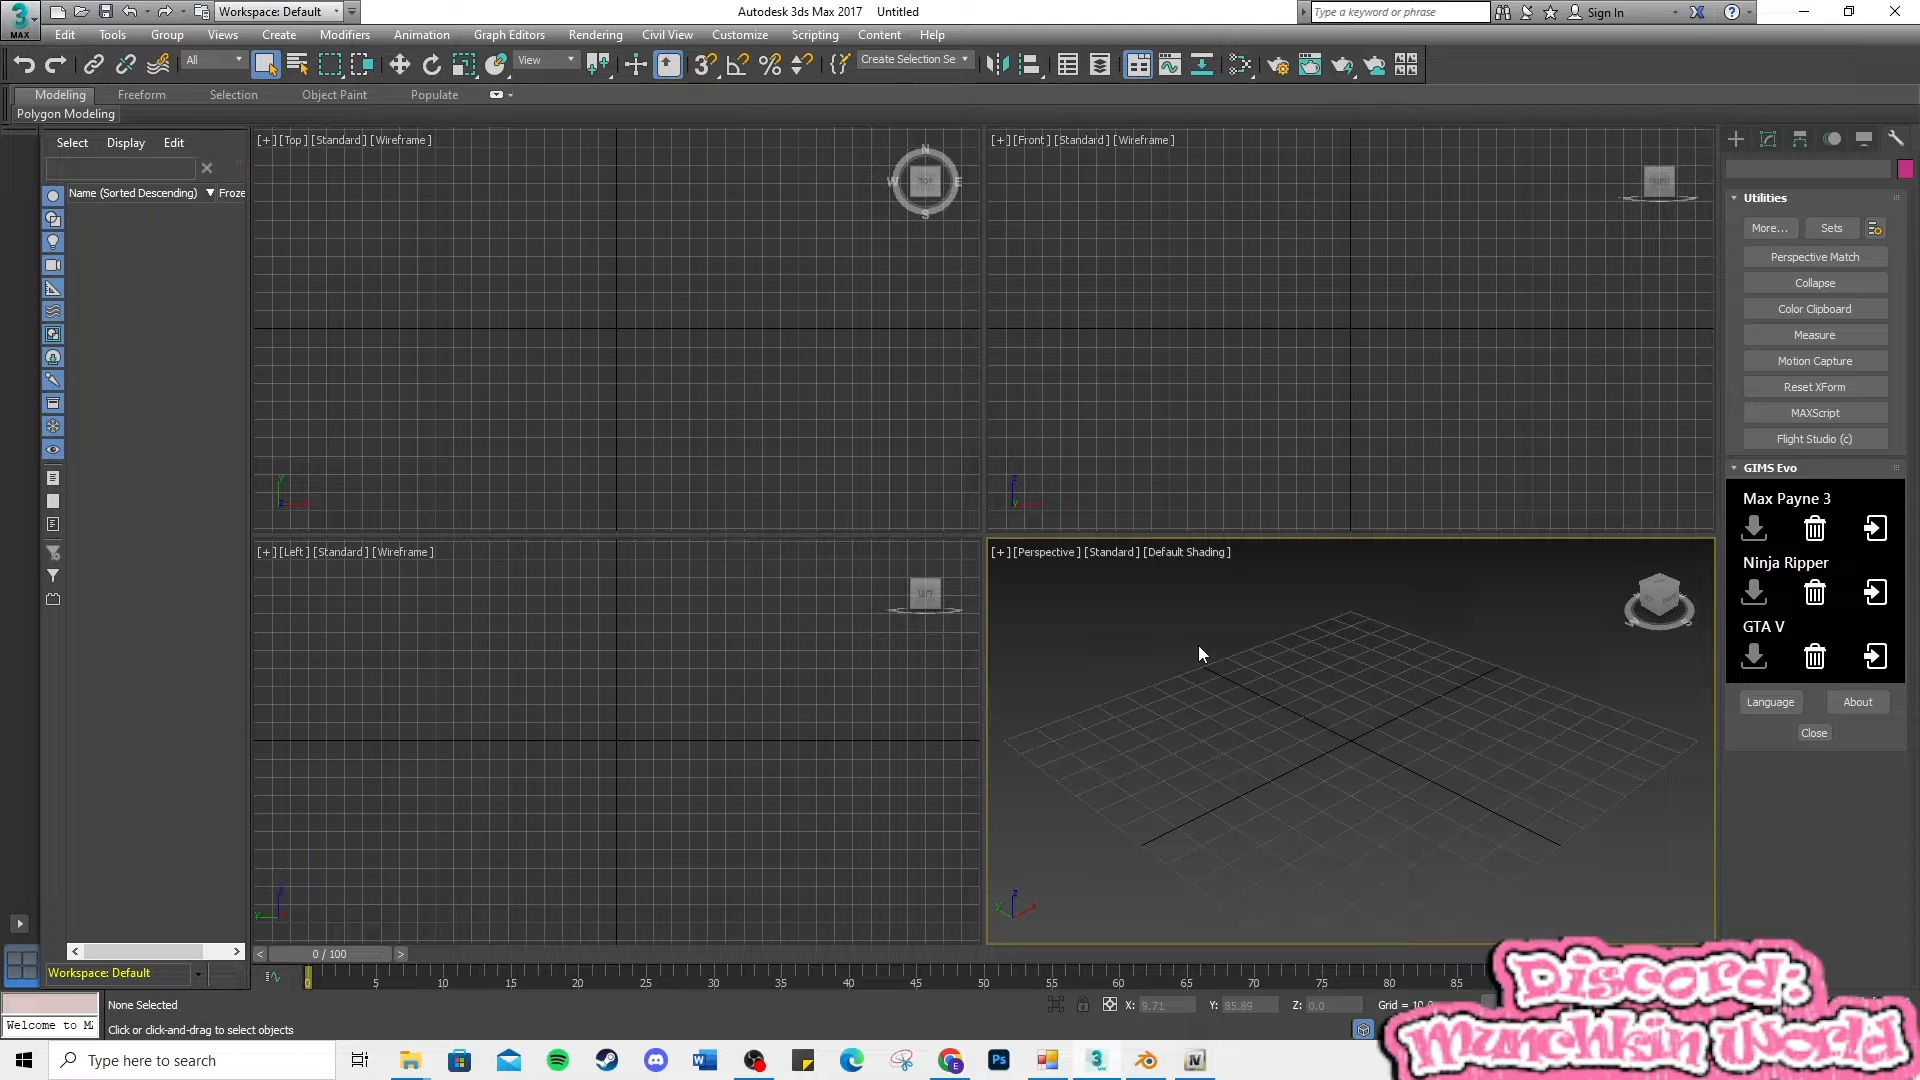 MAX
Workspace: Default
Autodesk 3ds Max 2017 Untitled
Type a keyword or phrase
Sign In
Edit Tools Group Views Create Modifiers Animation Graph Editors Rendering Civil View Customize Scripting Content Help
All
View
Create Selection Se
Modeling Freeform Selection Object Paint Populate
Polygon Modeling
Select Display Edit
Name (Sorted Descending) Froze
[+] [Top] [Standard] [Wireframe]
N
W TOP E
S
[+] [Front] [Standard] [Wireframe]
[+] [Left] [Standard] [Wireframe]
[+] [Perspective] [Standard] [Default Shading]
Utilities
More... Sets
Perspective Match
Collapse
Color Clipboard
Measure
Motion Capture
Reset XForm
MAXScript
Flight Studio (c)
GIMS Evo
Max Payne 3
Ninja Ripper
GTA V
Language About
Close
< 0 / 100 >
Workspace: Default
0 5 10 15 20 25 30 35 40 45 50 55 60 65 70 75 80 85
None Selected
X: 9.71 Y: 85.89 Z: 0.0
Welcome to M
Click or click-and-drag to select objects
Discord:
Munchkin World
Type here to search